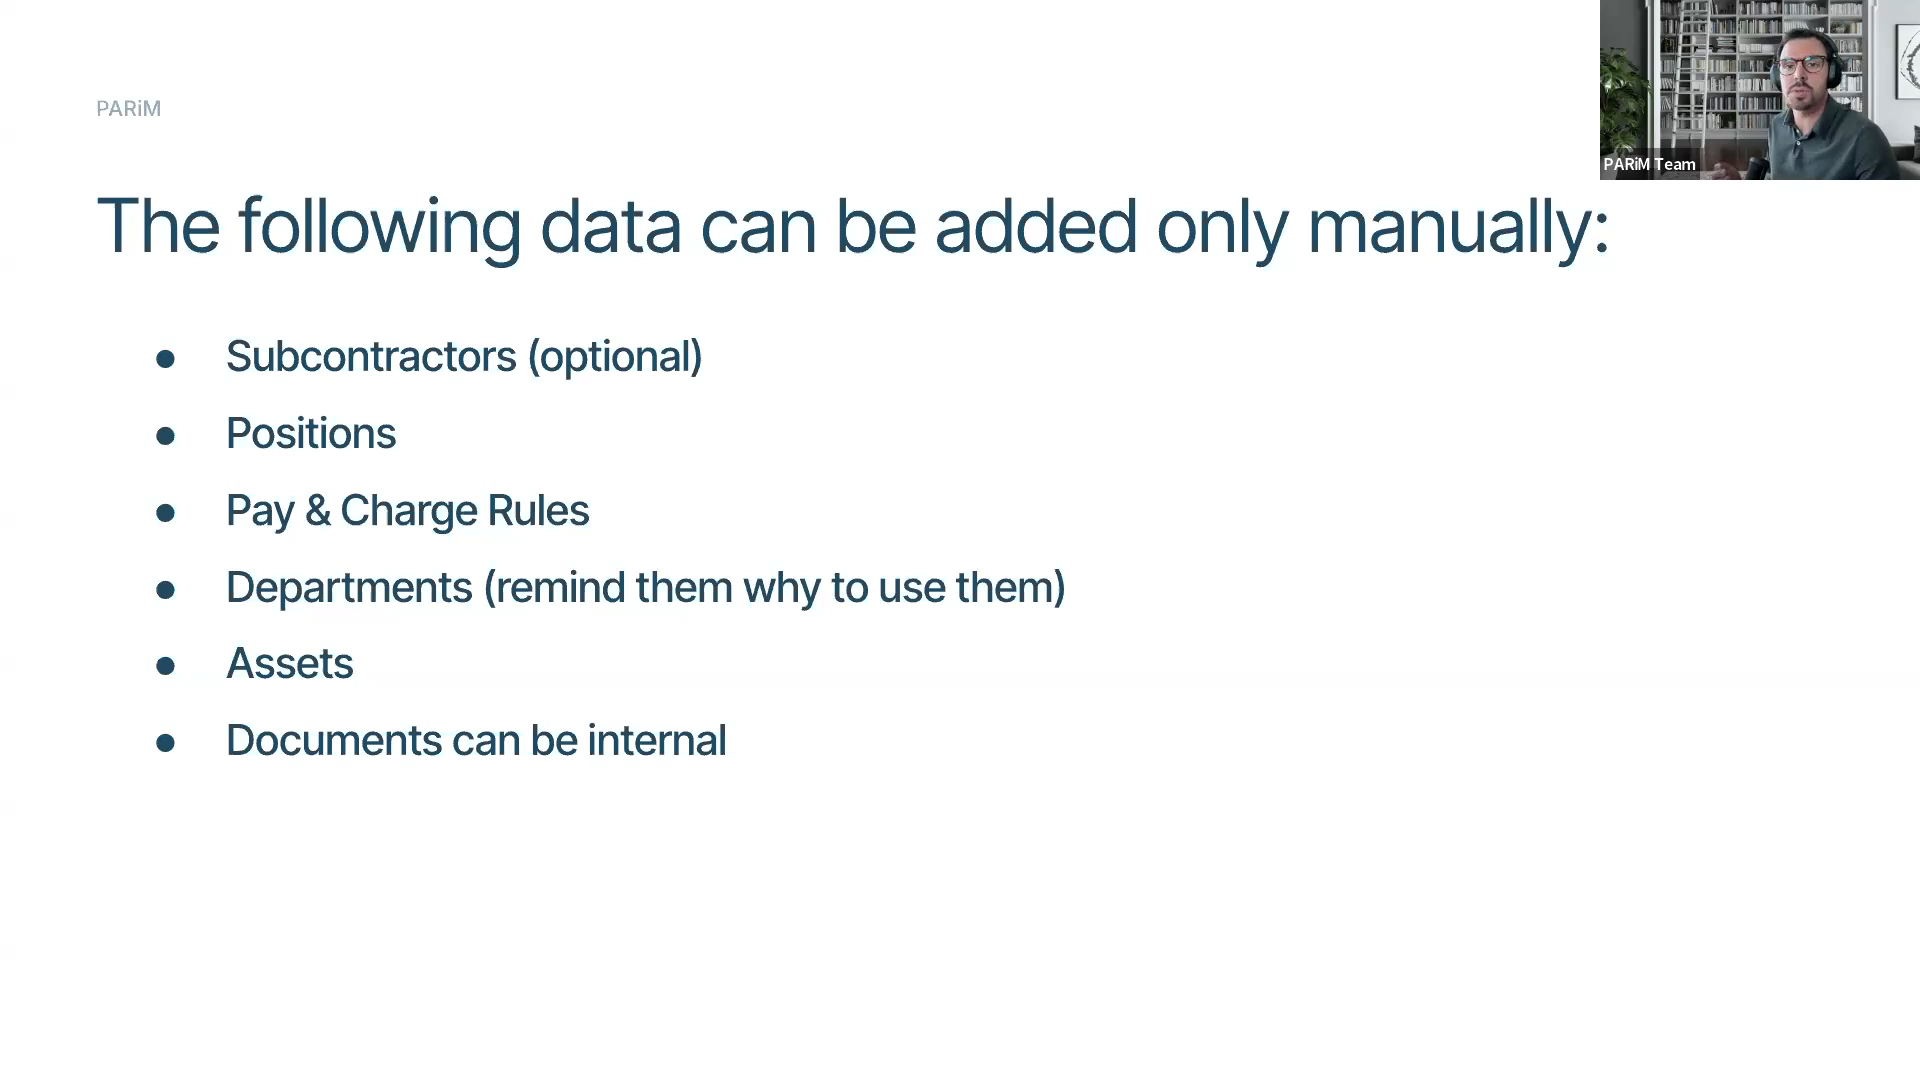 PARiM
PARiM Team
The following data can be added only manually:
● Subcontractors (optional)
● Positions
● Pay & Charge Rules
● Departments (remind them why to use them)
● Assets
● Documents can be internal